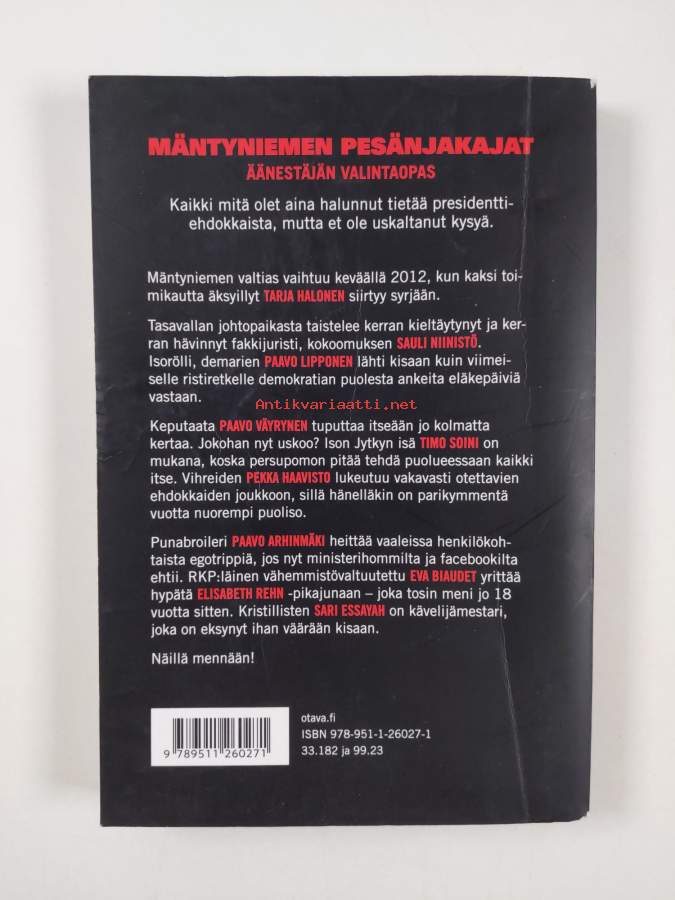 MÄNTYNIEMEN PESÄNJAKAJAT
ÄÄNESTÄJÄN VALINTAOPAS
Kaikki mitä olet aina halunnut tietää presidentti-
ehdokkaista, mutta et ole uskaltanut kysyä.
Mäntyniemen valtias vaihtuu keväällä 2012, kun kaksi toi-
mikautta äksyillyt TARJA HALONEN siirtyy syrjään.
Tasavallan johtopaikasta taistelee kerran kieltäytynyt ja ker-
ran hävinnyt fakkijuristi, kokoomuksen SAULI NIINISTÖ.
Isorölli, demarien PAAVO LIPPONEN lähti kisaan kuin viimei-
selle ristiretkelle demokratian puolesta ankeita eläkepäiviä
vastaan.
Antikvariaatti.net
Keputaata PAAVO VÄYRYNEN tuputtaa itseään jo kolmatta
kertaa. Jokohan nyt uskoo? Ison Jytkyn isä TIMO SOINI on
mukana, koska persupomon pitää tehdä puolueessaan kaikki
itse. Vihreiden PEKKA HAAVISTO lukeutuu vakavasti otettavien
ehdokkaiden joukkoon, sillä hänelläkin on parikymmentä
vuotta nuorempi puoliso.
Punabroileri PAAVO ARHINMÄKI heittää vaaleissa henkilökoh-
taista egotrippiä, jos nyt ministerihommilta ja facebookilta
ehtii. RKP:läinen vähemmistövaltuutettu EVA BIAUDET yrittää
hypätä ELISABETH REHN -pikajunaan – joka tosin meni jo 18
vuotta sitten. Kristillisten SARI ESSAYAH on kävelijämestari,
joka on eksynyt ihan väärään kisaan.
Näillä mennään!
otava.fi
ISBN 978-951-1-26027-1
33.182 ja 99.23
9 789511 260271